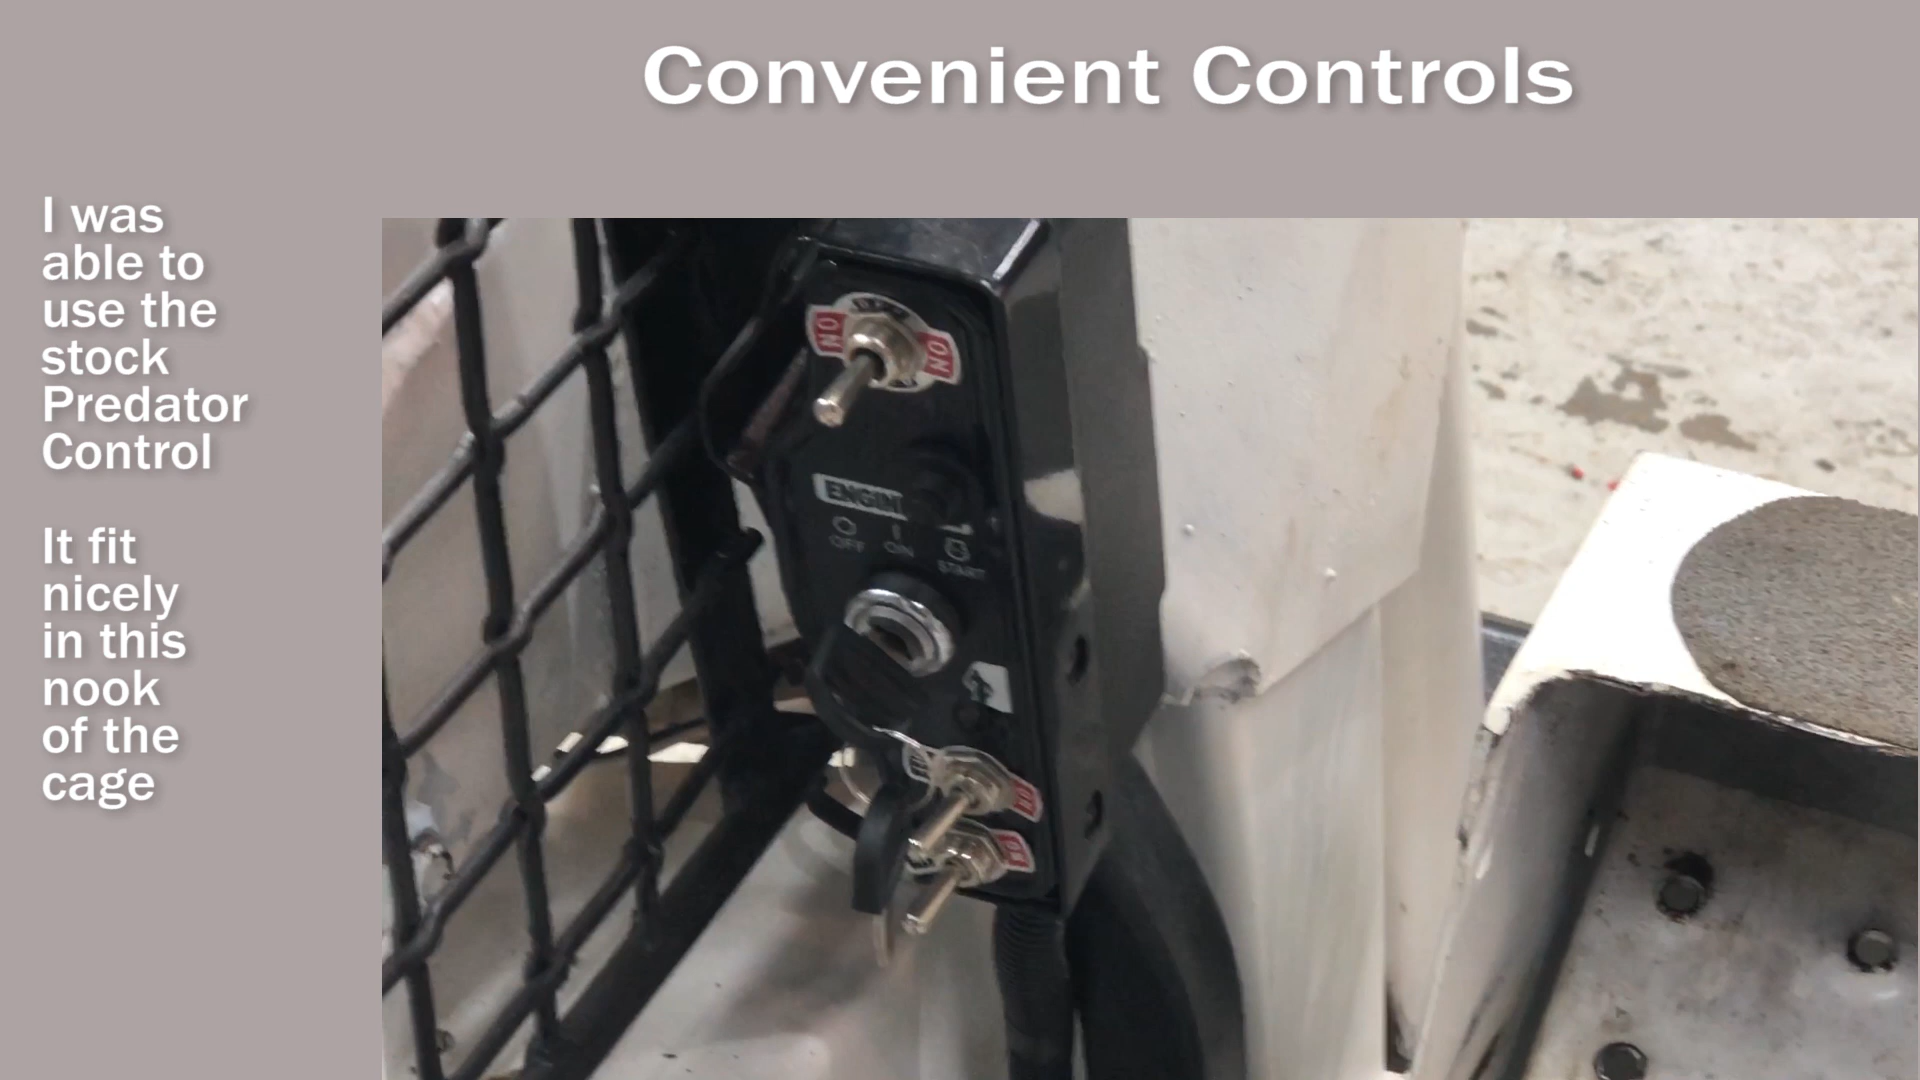 Convenient Controls
I was
able to
use the
stock
Predator
Control
It fit
nicely
in this
nook
of the
cage
ON
ON
OFF
ON
START